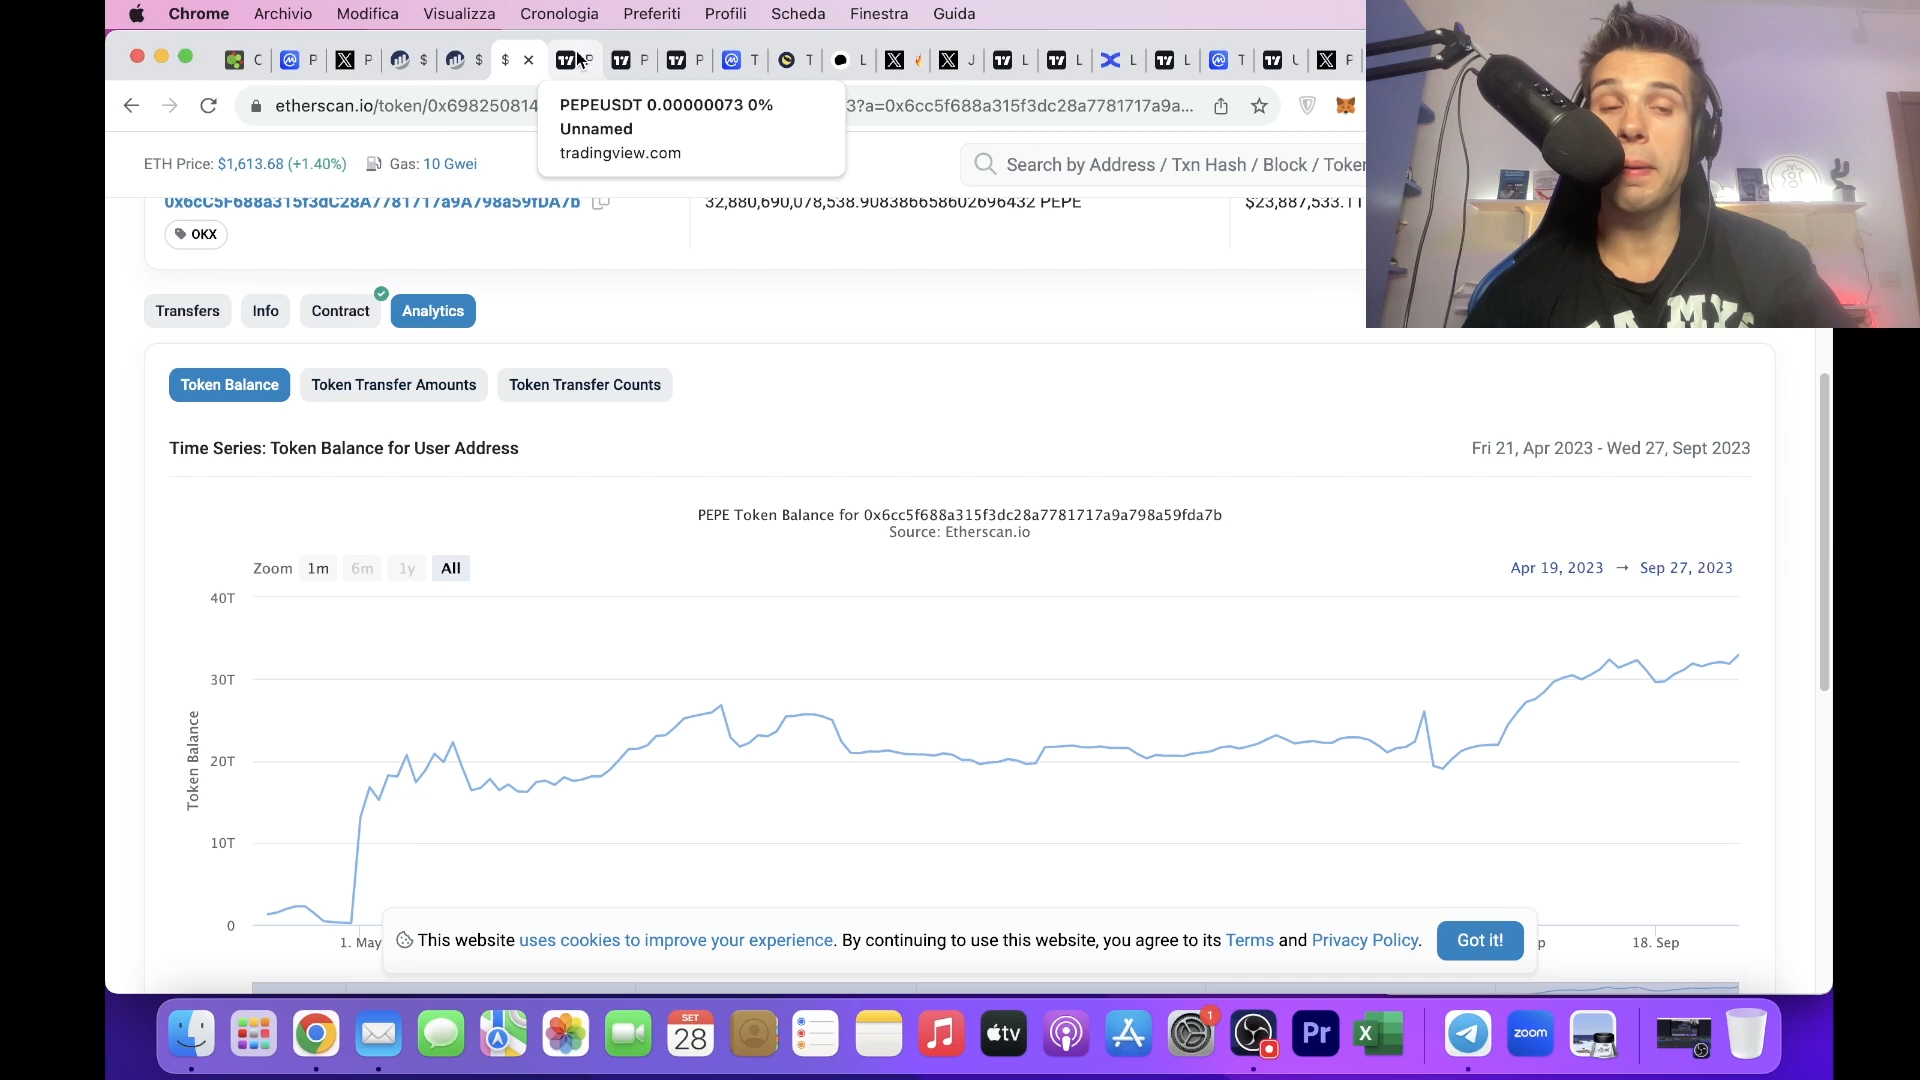 Chrome Archivio Modifica Visualizza Cronologia Preferiti Profili Scheda Finestra Guida
C P P $ $ $ P P P T T L J L L L L T U F
etherscan.io/token/0x698250814
3?a=0x6cc5f688a315f3dc28a7781717a9a...
PEPEUSDT 0.00000073 0%
Unnamed
tradingview.com
ETH Price: $1,613.68 (+1.40%) Gas: 10 Gwei
Search by Address / Txn Hash / Block / Token
0x6cC5F688a315f3dC28A7781717a9A798a59fDA7b
32,880,690,078,538.908386658602696432 PEPE
$23,887,533.11
OKX
Transfers Info Contract Analytics
Token Balance Token Transfer Amounts Token Transfer Counts
Time Series: Token Balance for User Address
Fri 21, Apr 2023 - Wed 27, Sept 2023
PEPE Token Balance for 0x6cc5f688a315f3dc28a7781717a9a798a59fda7b
Source: Etherscan.io
Zoom 1m 6m 1y All
Apr 19, 2023 → Sep 27, 2023
40T
30T
20T
10T
0
Token Balance
1. May
18. Sep
This website uses cookies to improve your experience. By continuing to use this website, you agree to its Terms and Privacy Policy.
Got it!
SET
28
tv
1
Pr
X
zoom